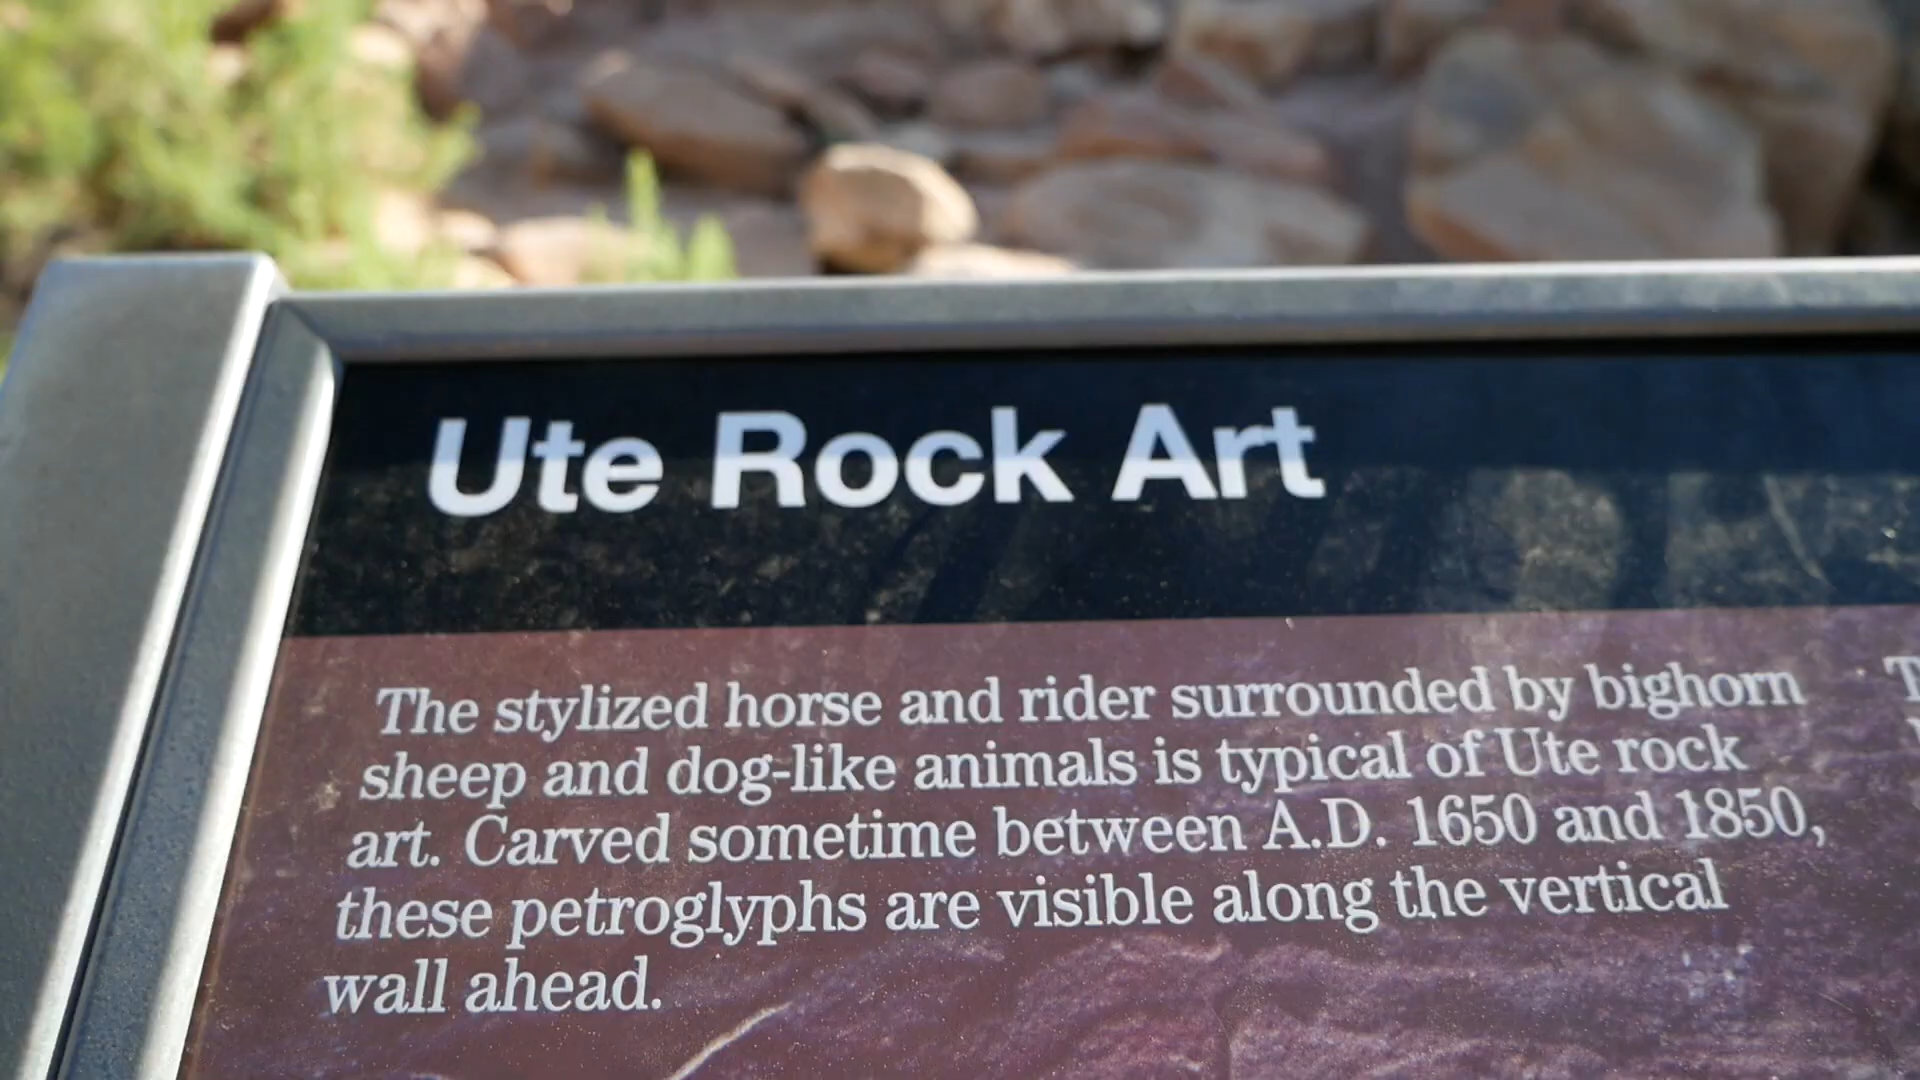 Ute Rock Art
The stylized horse and rider surrounded by bighorn
sheep and dog-like animals is typical of Ute rock
art. Carved sometime between A.D. 1650 and 1850,
these petroglyphs are visible along the vertical
wall ahead.